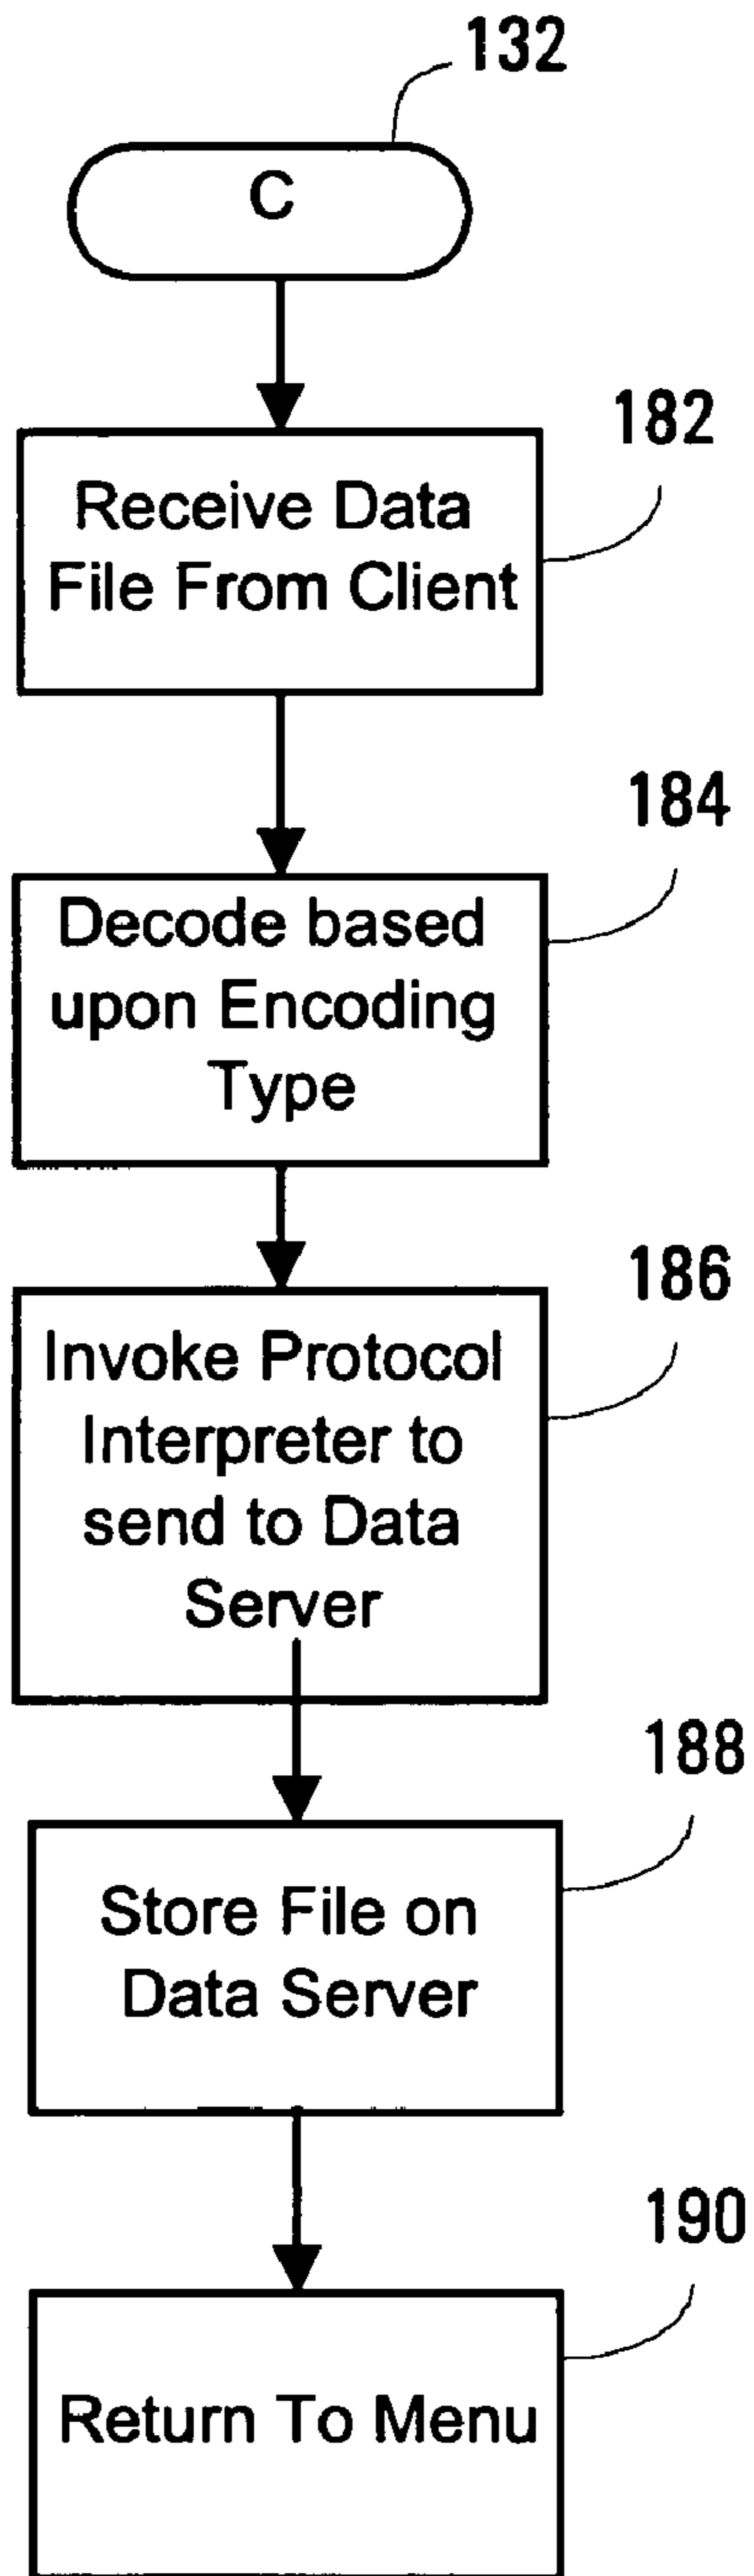 132
C
182
Receive Data
File From Client
184
Decode based
upon Encoding
Type
186
Invoke Protocol
Interpreter to
send to Data
Server
188
Store File on
Data Server
190
Return To Menu